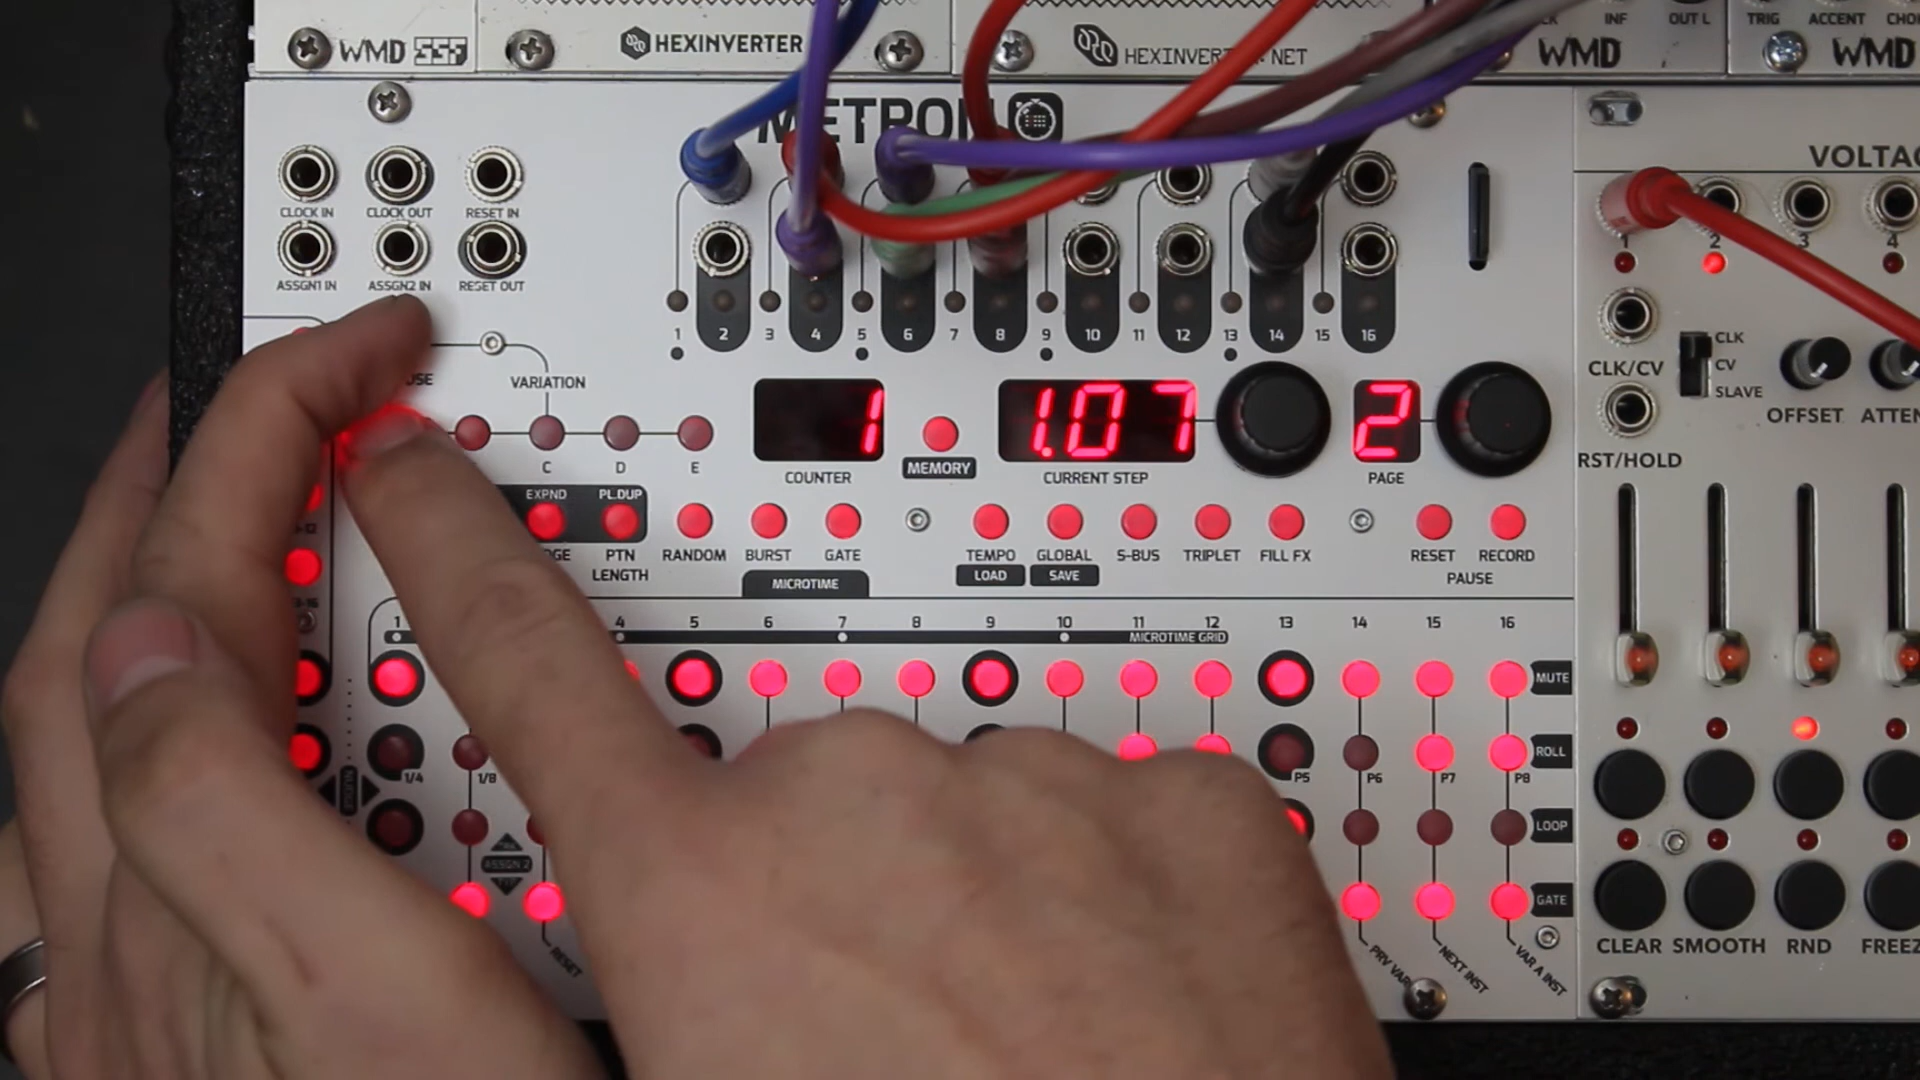 INF OUT L TRIG ACCENT
WMD SSF HEXINVERTER WMD WMD
VOLTAG
CLOCK IN CLOCK OUT RESET IN
ASSGN1 IN ASSGN2 IN RESET OUT
1 2 3 4
1 2 3 4 5 6 7 8 9 10 11 12 13 14 15 16
CLK
CLK/CV CV
SLAVE
OFFSET ATTEN
VARIATION
1 1.07 2
C D E
COUNTER MEMORY CURRENT STEP PAGE
RST/HOLD
EXPND PL.DUP
PTN RANDOM BURST GATE TEMPO GLOBAL S-BUS TRIPLET FILL FX RESET RECORD
LENGTH MICROTIME LOAD SAVE PAUSE
1 4 5 6 7 8 9 10 11 12 13 14 15 16
MICROTIME GRID
MUTE
ROLL
1/4 1/8 P5 P6 P7 P8
NUDGE
LOOP
ASSGN 2
GATE
RESET NEXT INST VAR A INST
CLEAR SMOOTH RND FREEZ